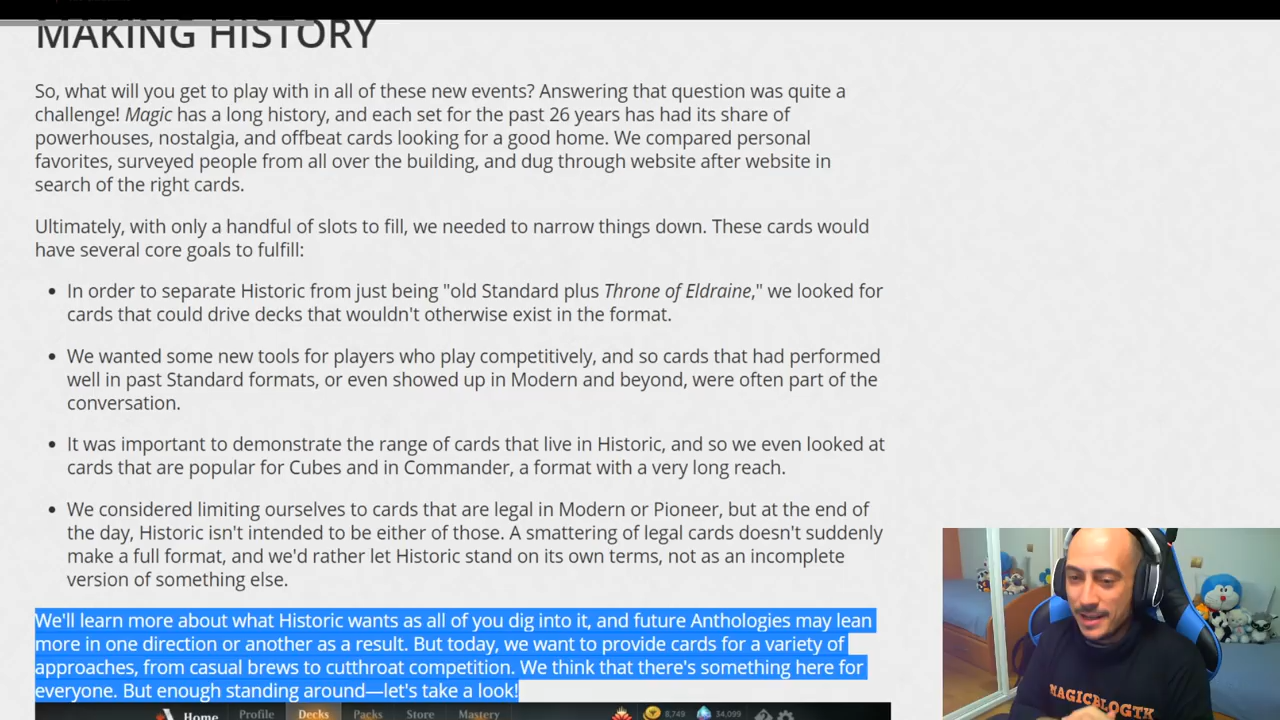 MAKING HISTORY
So, what will you get to play with in all of these new events? Answering that question was quite a
challenge! Magic has a long history, and each set for the past 26 years has had its share of
powerhouses, nostalgia, and offbeat cards looking for a good home. We compared personal
favorites, surveyed people from all over the building, and dug through website after website in
search of the right cards.
Ultimately, with only a handful of slots to fill, we needed to narrow things down. These cards would
have several core goals to fulfill:
• In order to separate Historic from just being "old Standard plus Throne of Eldraine," we looked for
cards that could drive decks that wouldn't otherwise exist in the format.
• We wanted some new tools for players who play competitively, and so cards that had performed
well in past Standard formats, or even showed up in Modern and beyond, were often part of the
conversation.
• It was important to demonstrate the range of cards that live in Historic, and so we even looked at
cards that are popular for Cubes and in Commander, a format with a very long reach.
• We considered limiting ourselves to cards that are legal in Modern or Pioneer, but at the end of
the day, Historic isn't intended to be either of those. A smattering of legal cards doesn't suddenly
make a full format, and we'd rather let Historic stand on its own terms, not as an incomplete
version of something else.
We'll learn more about what Historic wants as all of you dig into it, and future Anthologies may lean
more in one direction or another as a result. But today, we want to provide cards for a variety of
approaches, from casual brews to cutthroat competition. We think that there's something here for
everyone. But enough standing around—let's take a look!
Home Profile Decks Packs Store Mastery 8,749 34,099
MAGICBLOGTK